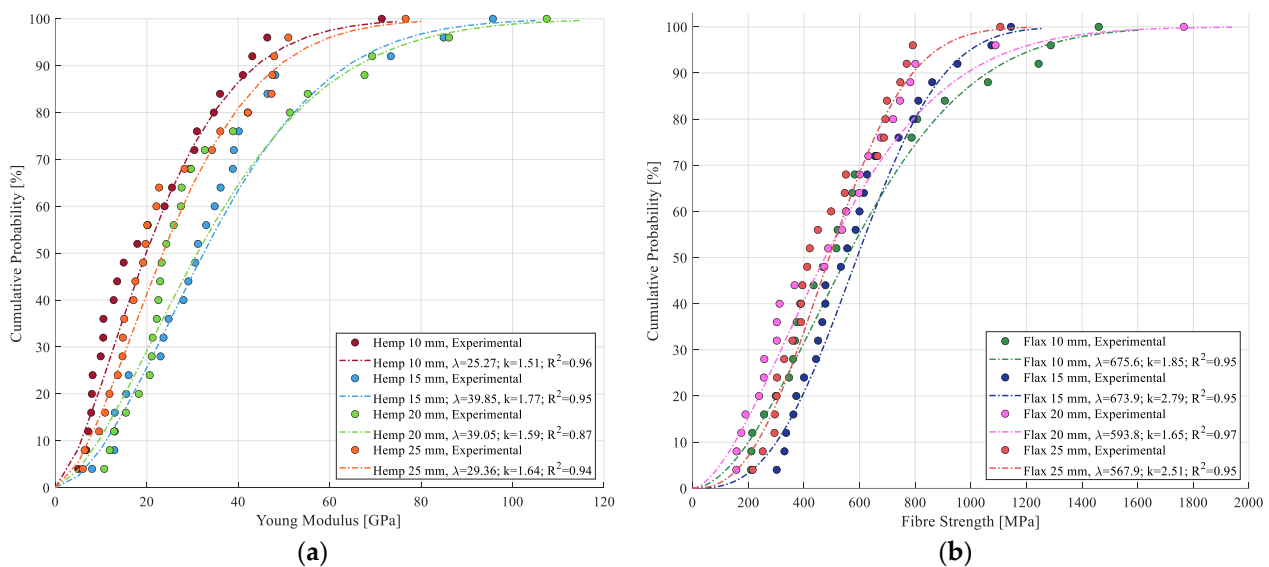 100
90
80
70
60
50
40
30
20
10
0
Cumulative Probability [%]
0 20 40 60 80 100 120
Young Modulus [GPa]
Hemp 10 mm, Experimental
Hemp 10 mm, λ=25.27; k=1.51; R²=0.96
Hemp 15 mm, Experimental
Hemp 15 mm; λ=39.85, k=1.77; R²=0.95
Hemp 20 mm, Experimental
Hemp 20 mm, λ=39.05; k=1.59; R²=0.87
Hemp 25 mm, Experimental
Hemp 25 mm, λ=29.36; k=1.64; R²=0.94
(a)
100
90
80
70
60
50
40
30
20
10
0
Cumulative Probability [%]
0 200 400 600 800 1000 1200 1400 1600 1800 2000
Fibre Strength [MPa]
Flax 10 mm, Experimental
Flax 10 mm, λ=675.6; k=1.85; R²=0.95
Flax 15 mm, Experimental
Flax 15 mm, λ=673.9; k=2.79; R²=0.95
Flax 20 mm, Experimental
Flax 20 mm, λ=593.8; k=1.65; R²=0.97
Flax 25 mm, Experimental
Flax 25 mm, λ=567.9; k=2.51; R²=0.95
(b)